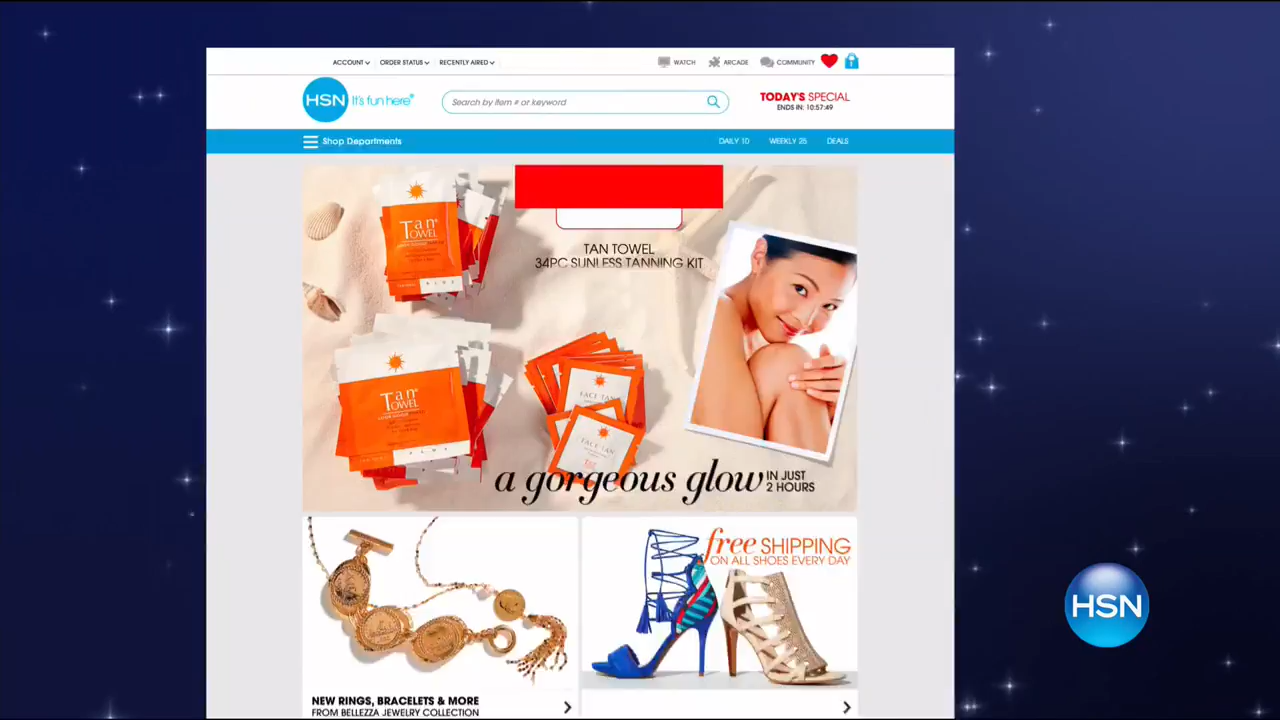 ACCOUNT ORDER STATUS RECENTLY AIRED WATCH ARCADE COMMUNITY
HSN It's fun here®
Search by item # or keyword
TODAY'S SPECIAL
ENDS IN: 10:57:49
Shop Departments DAILY 10 WEEKLY 25 DEALS
TAN TOWEL
34PC SUNLESS TANNING KIT
Tan
TOWEL
PLUS
Tan
TOWEL
PLUS
FACE TAN
FACE TAN
a gorgeous glow IN JUST
2 HOURS
free SHIPPING
ON ALL SHOES EVERY DAY
NEW RINGS, BRACELETS & MORE
FROM BELLEZZA JEWELRY COLLECTION
HSN